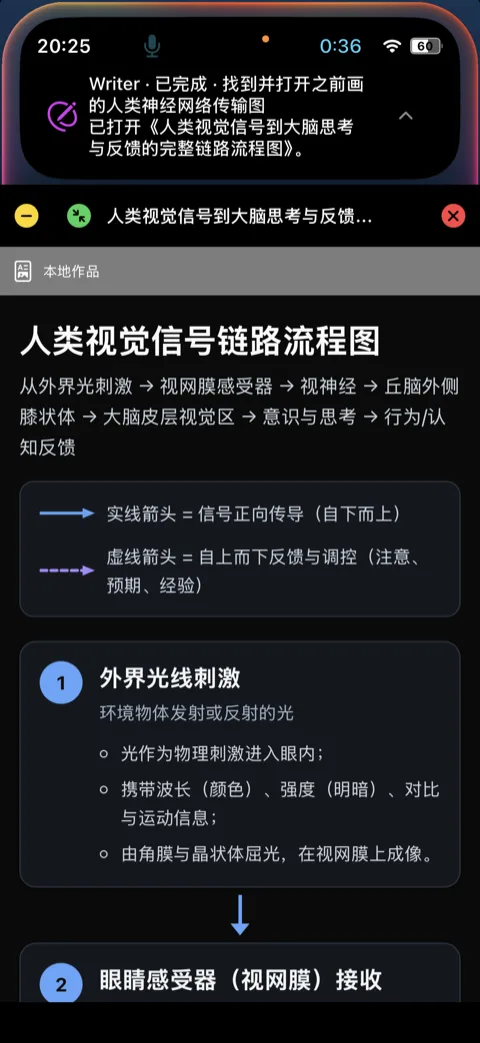 20:25
0:36
60
Writer · 已完成 · 找到并打开之前画
的人类神经网络传输图
已打开《人类视觉信号到大脑思考
与反馈的完整链路流程图》。
人类视觉信号到大脑思考与反馈...
本地作品
人类视觉信号链路流程图
从外界光刺激 → 视网膜感受器 → 视神经 → 丘脑外侧
膝状体 → 大脑皮层视觉区 → 意识与思考 → 行为/认
知反馈
实线箭头 = 信号正向传导（自下而上）
虚线箭头 = 自上而下反馈与调控（注意、
预期、经验）
1
外界光线刺激
环境物体发射或反射的光
光作为物理刺激进入眼内；
携带波长（颜色）、强度（明暗）、对比
与运动信息；
由角膜与晶状体屈光，在视网膜上成像。
2
眼睛感受器（视网膜）接收